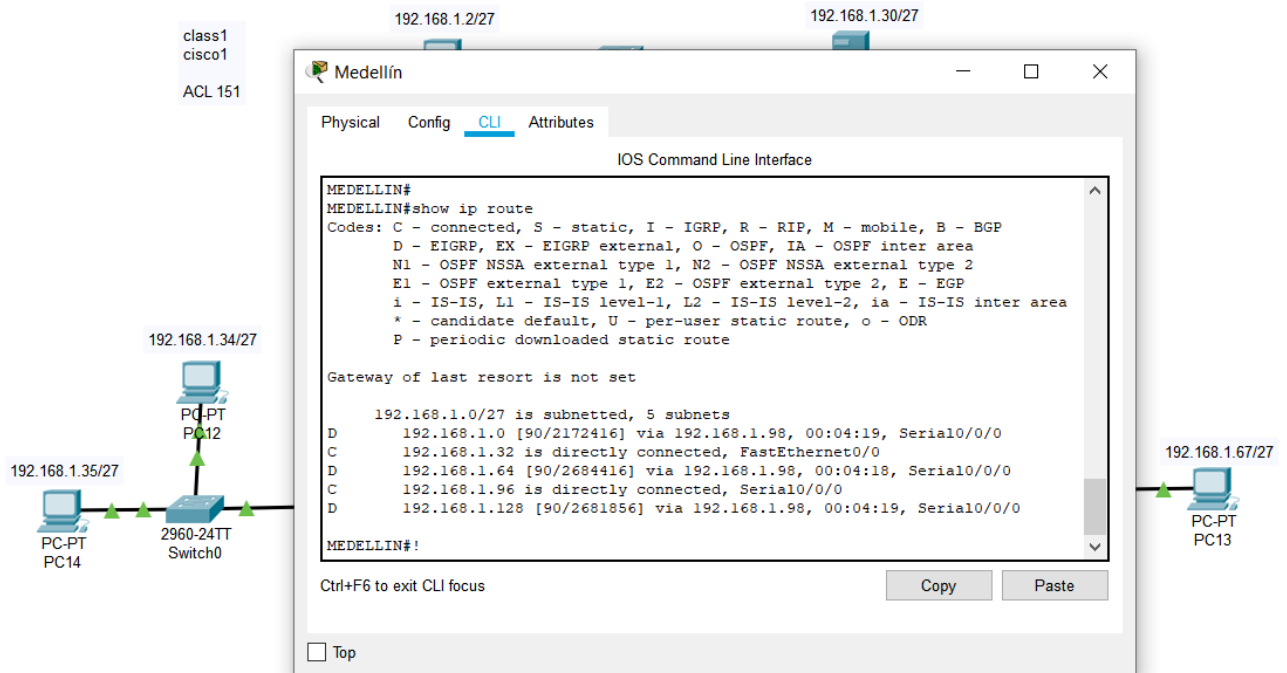 192.168.1.2/27
192.168.1.30/27
class1
cisco1
ACL 151
Medellín
Physical Config CLI Attributes
IOS Command Line Interface
MEDELLIN#
MEDELLIN#show ip route
Codes: C - connected, S - static, I - IGRP, R - RIP, M - mobile, B - BGP
D - EIGRP, EX - EIGRP external, O - OSPF, IA - OSPF inter area
N1 - OSPF NSSA external type 1, N2 - OSPF NSSA external type 2
E1 - OSPF external type 1, E2 - OSPF external type 2, E - EGP
i - IS-IS, L1 - IS-IS level-1, L2 - IS-IS level-2, ia - IS-IS inter area
* - candidate default, U - per-user static route, o - ODR
P - periodic downloaded static route
Gateway of last resort is not set
192.168.1.0/27 is subnetted, 5 subnets
D 192.168.1.0 [90/2172416] via 192.168.1.98, 00:04:19, Serial0/0/0
C 192.168.1.32 is directly connected, FastEthernet0/0
D 192.168.1.64 [90/2684416] via 192.168.1.98, 00:04:18, Serial0/0/0
C 192.168.1.96 is directly connected, Serial0/0/0
D 192.168.1.128 [90/2681856] via 192.168.1.98, 00:04:19, Serial0/0/0
MEDELLIN#!
Ctrl+F6 to exit CLI focus
Copy
Paste
Top
192.168.1.34/27
PC-PT
PC12
192.168.1.35/27
PC-PT
PC14
2960-24TT
Switch0
192.168.1.67/27
PC-PT
PC13